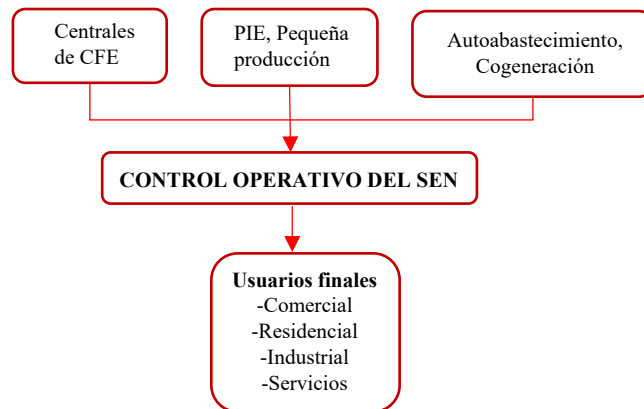 Centrales
de CFE
PIE, Pequeña
producción
Autoabastecimiento,
Cogeneración
CONTROL OPERATIVO DEL SEN
Usuarios finales
-Comercial
-Residencial
-Industrial
-Servicios